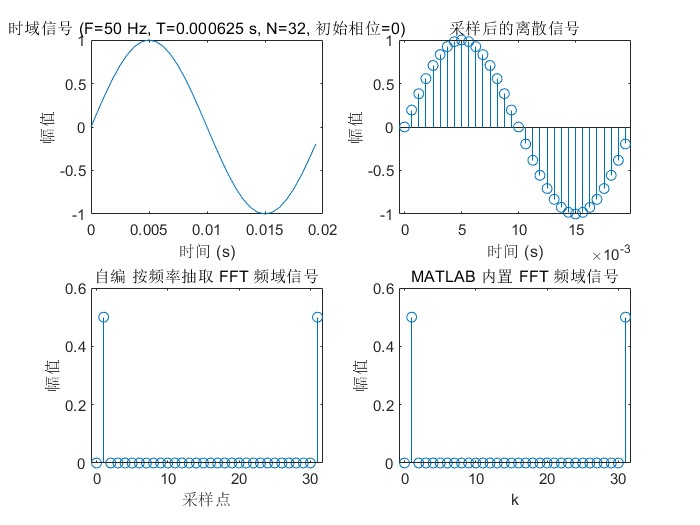 时域信号 (F=50 Hz, T=0.000625 s, N=32, 初始相位=0)
1
0.5
0
-0.5
-1
幅值
0 0.005 0.01 0.015 0.02
时间 (s)
采样后的离散信号
1
0.5
0
-0.5
-1
幅值
0 5 10 15
×10-3
时间 (s)
自编 按频率抽取 FFT 频域信号
0.6
0.4
0.2
0
幅值
0 10 20 30
采样点
MATLAB 内置 FFT 频域信号
0.6
0.4
0.2
0
幅值
0 10 20 30
k